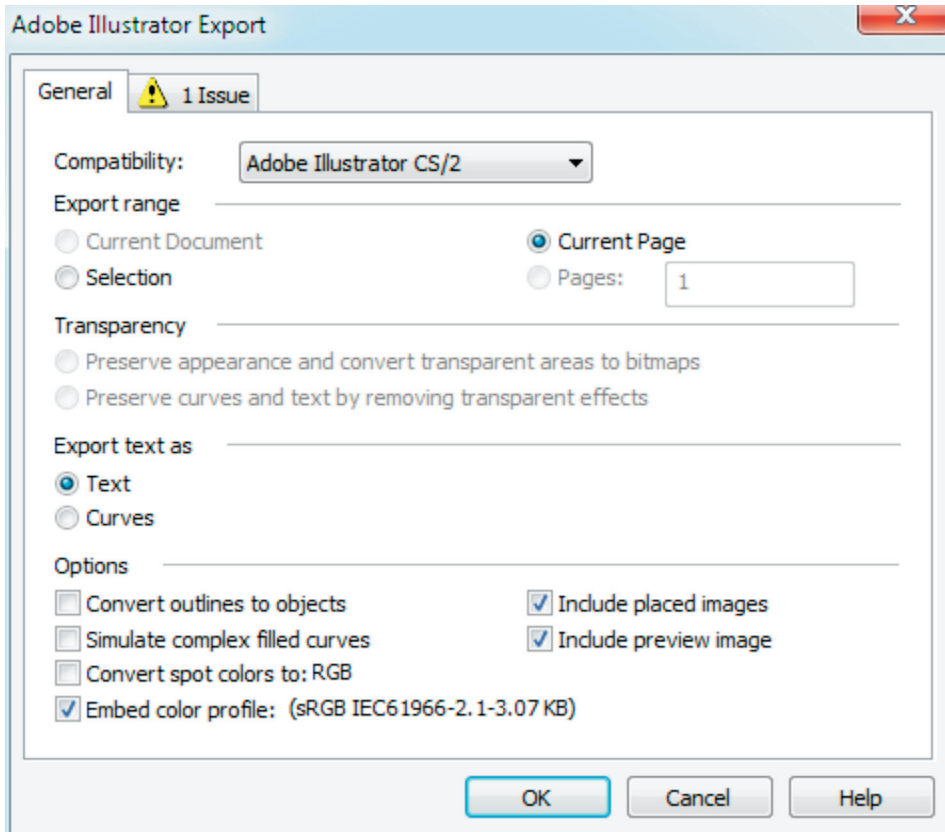 Adobe Illustrator Export
General
1 Issue
Compatibility: Adobe Illustrator CS/2
Export range
Current Document
Current Page
Selection
Pages: 1
Transparency
Preserve appearance and convert transparent areas to bitmaps
Preserve curves and text by removing transparent effects
Export text as
Text
Curves
Options
Convert outlines to objects
Include placed images
Simulate complex filled curves
Include preview image
Convert spot colors to: RGB
Embed color profile: (sRGB IEC61966-2.1-3.07 KB)
OK
Cancel
Help